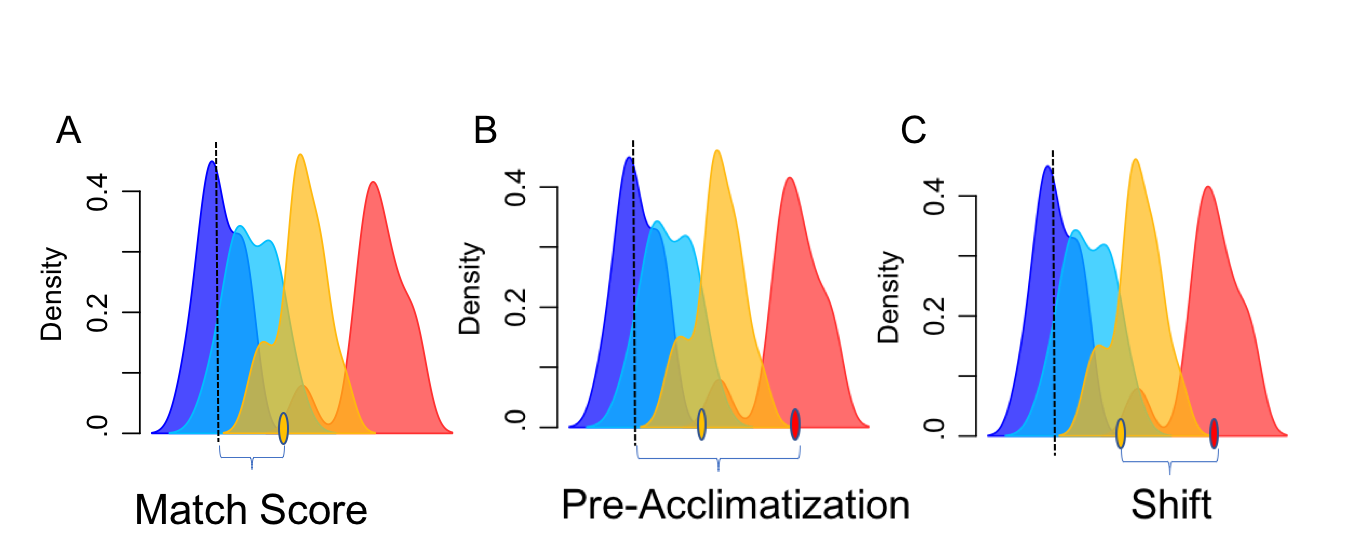 A
B
C
Density
.0
0.2
0.4
Density
.0
0.2
0.4
Density
.0
0.2
0.4
Match Score
Pre-Acclimatization
Shift